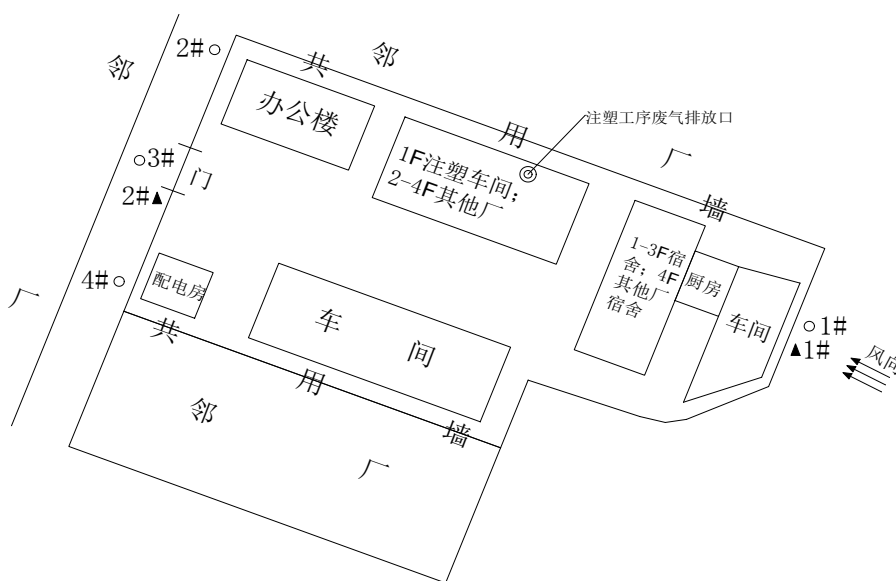 邻厂
2#○
共用墙
邻厂
办公楼
注塑工序废气排放口
○3#
门
2#▲
1F注塑车间；
2-4F其他厂
1-3F宿
舍；4F
其他厂
宿舍
厨房
车间
○1#
▲1#
风向
4#○
配电房
车间
共用墙
邻厂